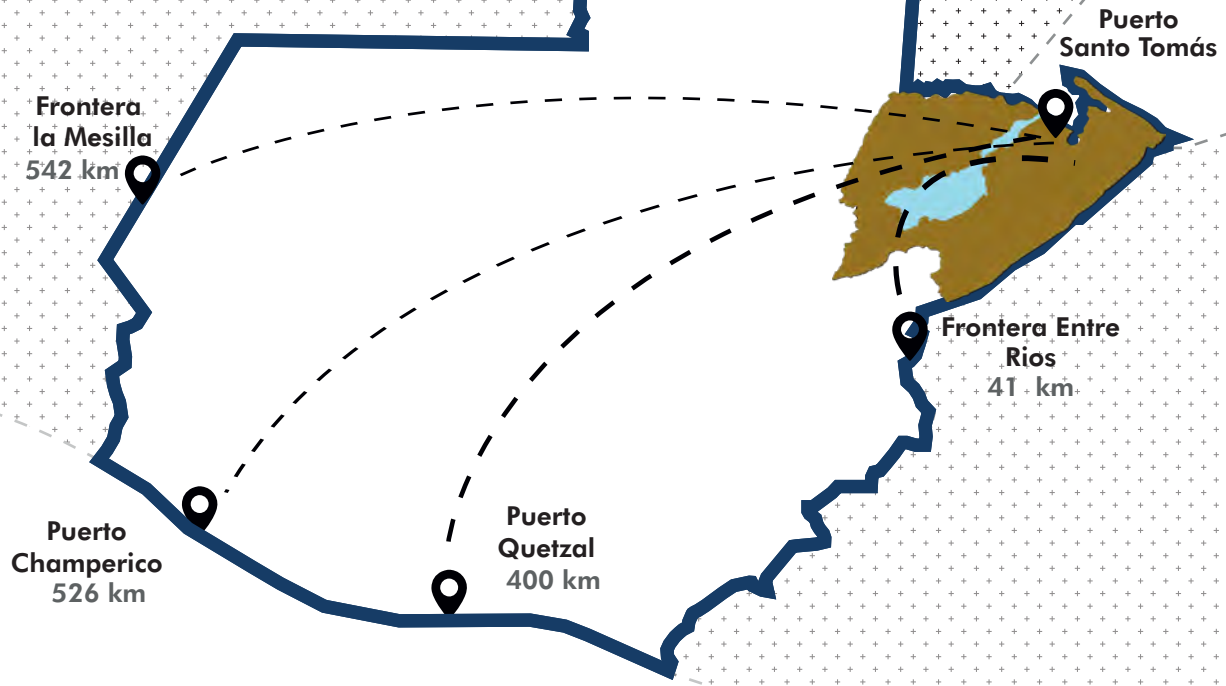 Puerto
Santo Tomás
Frontera
la Mesilla
542 km
Frontera Entre
Rios
41 km
Puerto
Quetzal
400 km
Puerto
Champerico
526 km